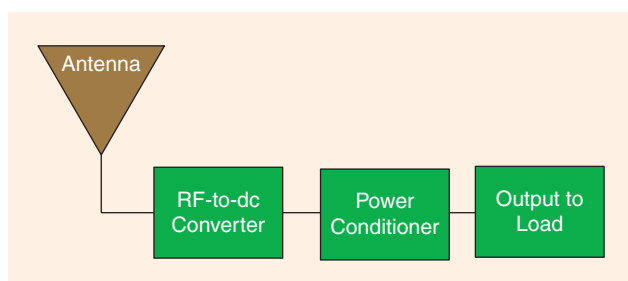 Antenna
RF-to-dc
Converter
Power
Conditioner
Output to
Load